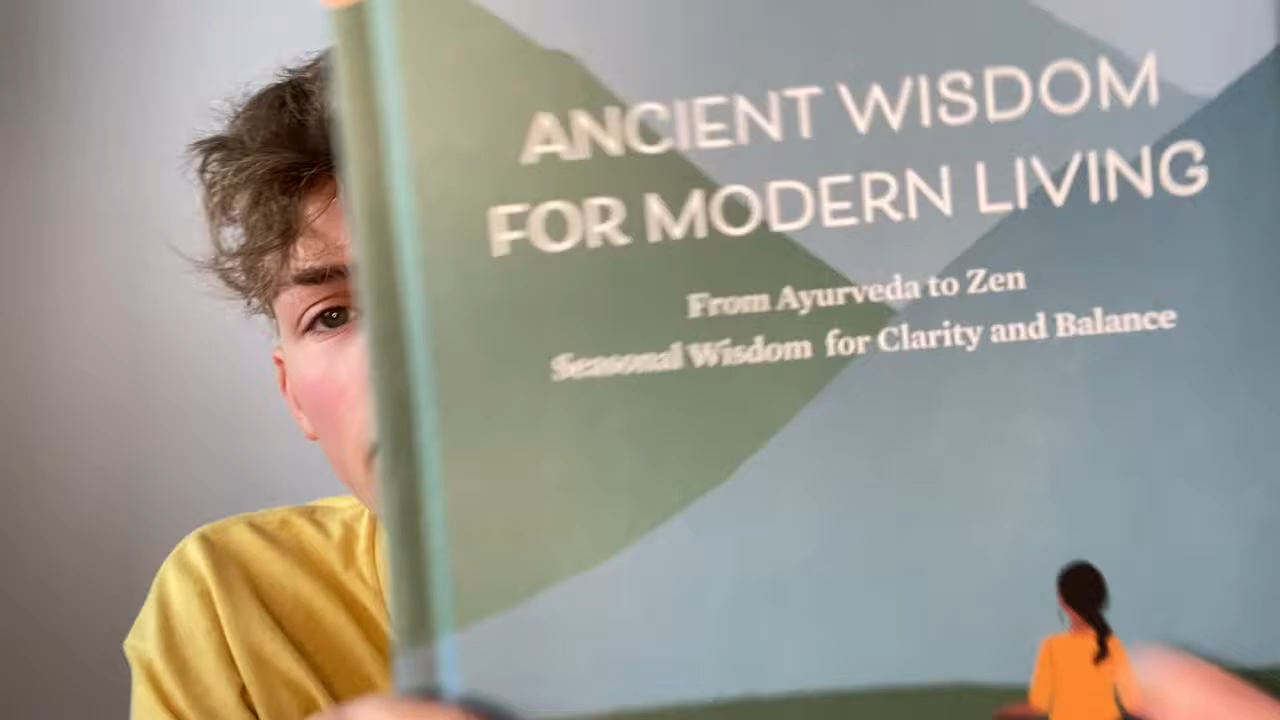 ANCIENT WISDOM
FOR MODERN LIVING
From Ayurveda to Zen
Seasonal Wisdom for Clarity and Balance